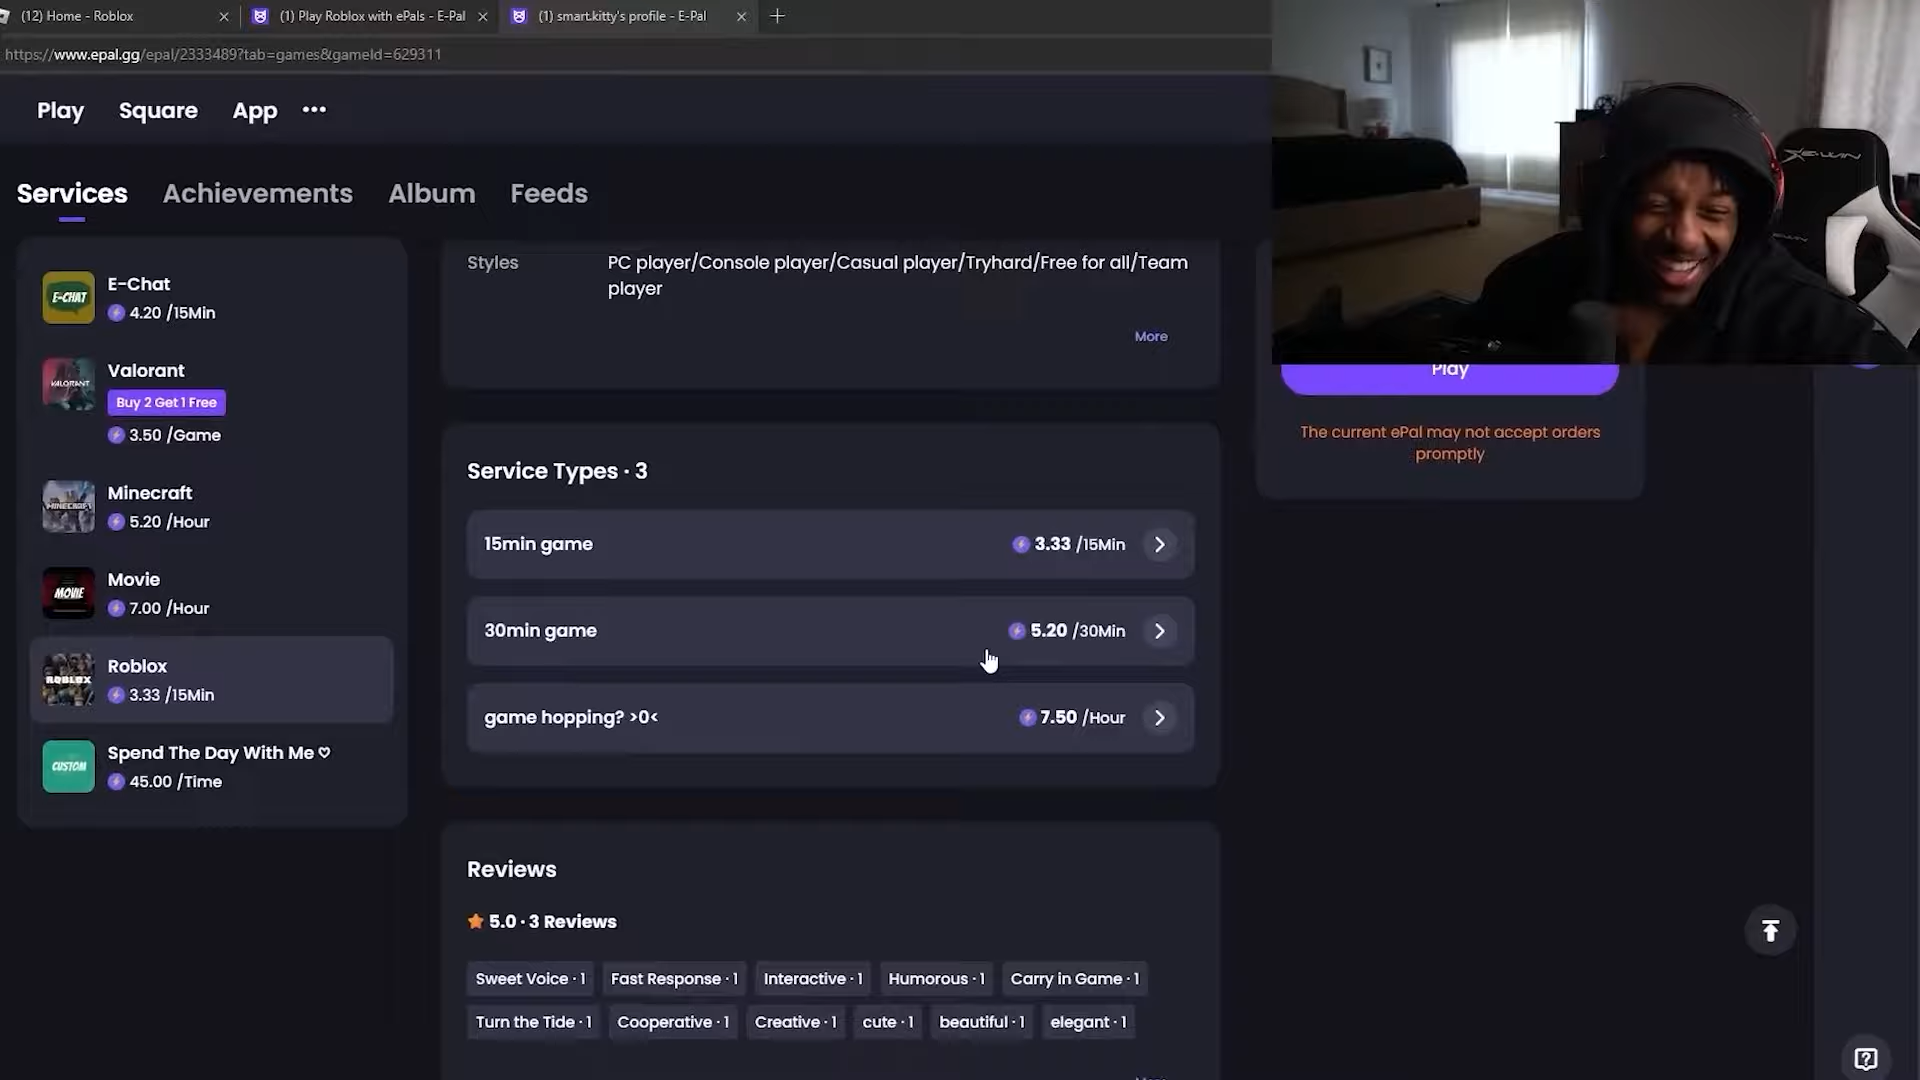 (12) Home - Roblox
(1) Play Roblox with ePals - E-Pal
(1) smart.kitty's profile - E-Pal
https://www.epal.gg/epal/2333489?tab=games&gameId=629311
Play Square App •••
Services Achievements Album Feeds
E-CHAT
E-Chat
4.20 /15Min
VALORANT
Valorant
Buy 2 Get 1 Free
3.50 /Game
MINECRAFT
Minecraft
5.20 /Hour
MOVIE
Movie
7.00 /Hour
ROBLOX
Roblox
3.33 /15Min
CUSTOM
Spend The Day With Me ♡
45.00 /Time
Styles
PC player/Console player/Casual player/Tryhard/Free for all/Team
player
More
Service Types · 3
15min game 3.33 /15Min
30min game 5.20 /30Min
game hopping? >0< 7.50 /Hour
Reviews
5.0 · 3 Reviews
Sweet Voice · 1 Fast Response · 1 Interactive · 1 Humorous · 1 Carry in Game · 1
Turn the Tide · 1 Cooperative · 1 Creative · 1 cute · 1 beautiful · 1 elegant · 1
Play
The current ePal may not accept orders
promptly